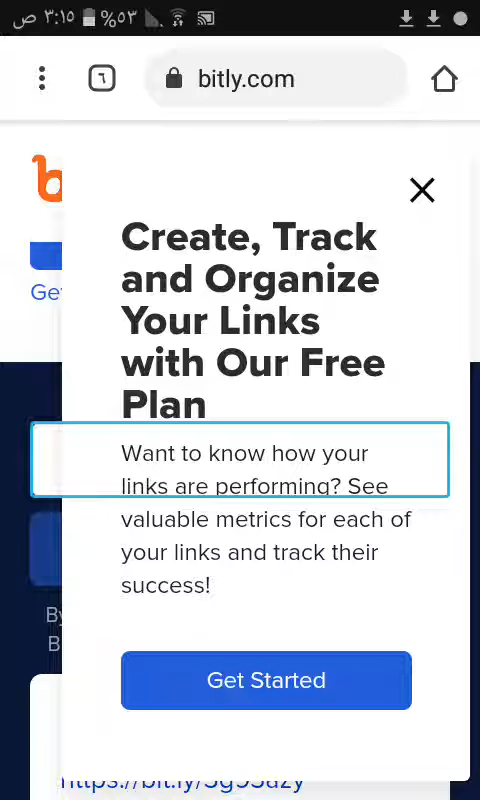 ص ٣:١٥ %٥٣
٦
bitly.com
b
Create, Track
and Organize
Your Links
with Our Free
Plan
Get
Want to know how your
links are performing? See
valuable metrics for each of
your links and track their
success!
By
B
Get Started